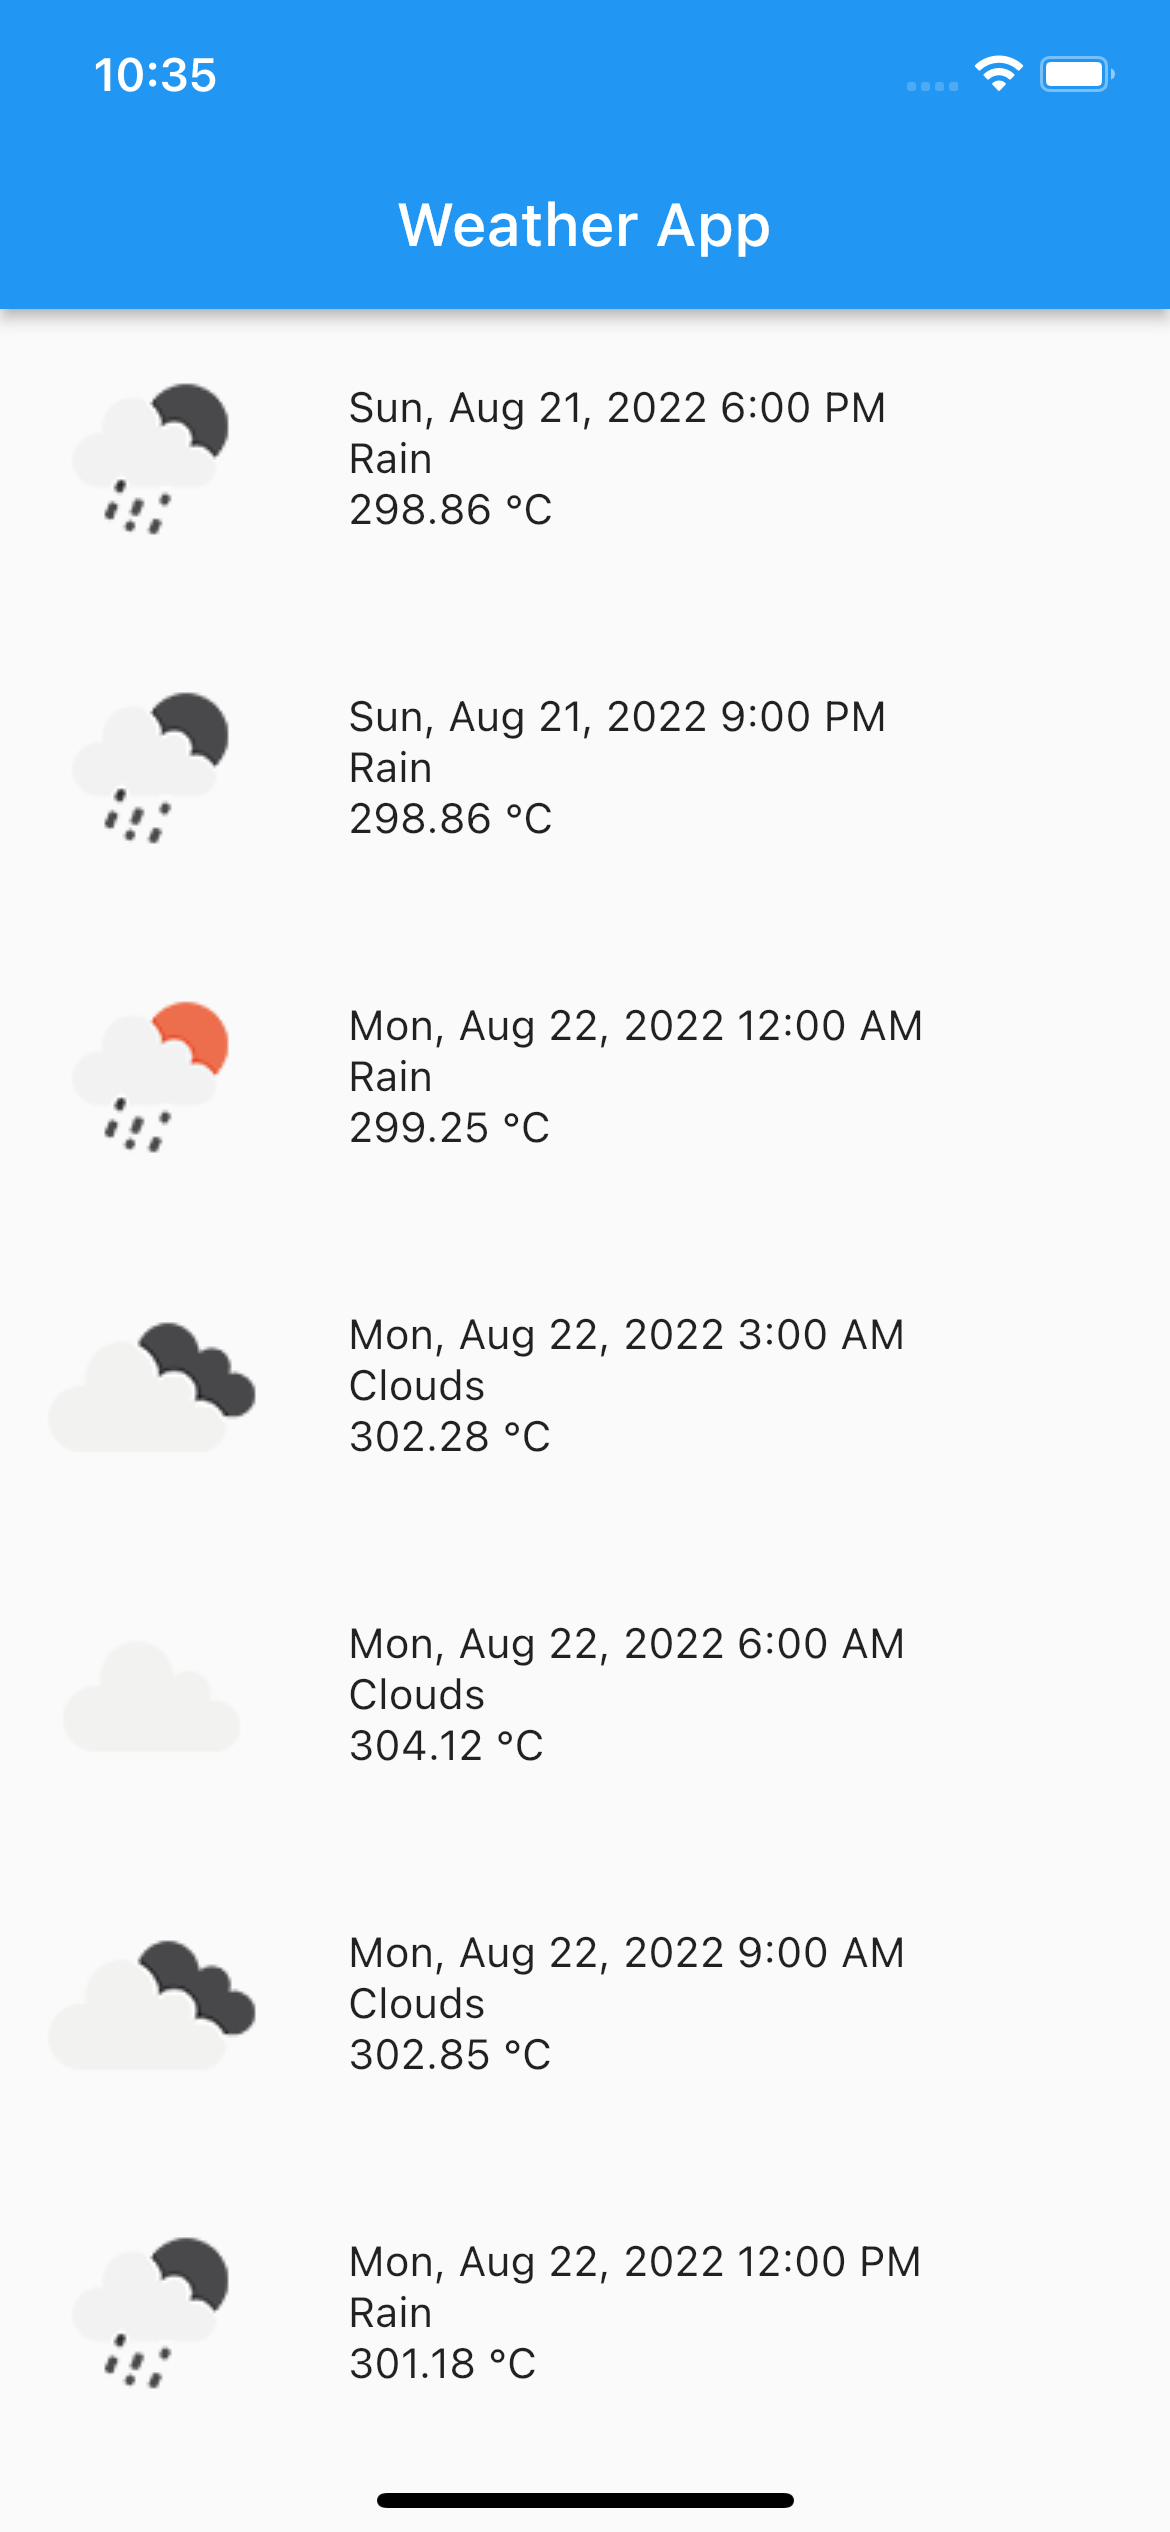 10:35
Weather App
Sun, Aug 21, 2022 6:00 PM
Rain
298.86 °C
Sun, Aug 21, 2022 9:00 PM
Rain
298.86 °C
Mon, Aug 22, 2022 12:00 AM
Rain
299.25 °C
Mon, Aug 22, 2022 3:00 AM
Clouds
302.28 °C
Mon, Aug 22, 2022 6:00 AM
Clouds
304.12 °C
Mon, Aug 22, 2022 9:00 AM
Clouds
302.85 °C
Mon, Aug 22, 2022 12:00 PM
Rain
301.18 °C